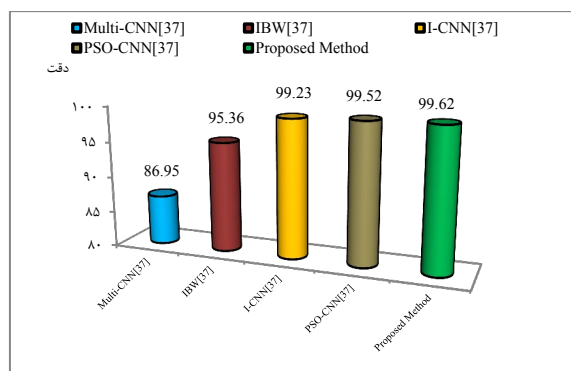 Multi-CNN[37] IBW[37] I-CNN[37]
PSO-CNN[37] Proposed Method
دقت
۱۰۰
۹۵
۹۰
۸۵
۸۰
86.95
95.36
99.23
99.52
99.62
Multi-CNN[37]
IBW[37]
I-CNN[37]
PSO-CNN[37]
Proposed Method